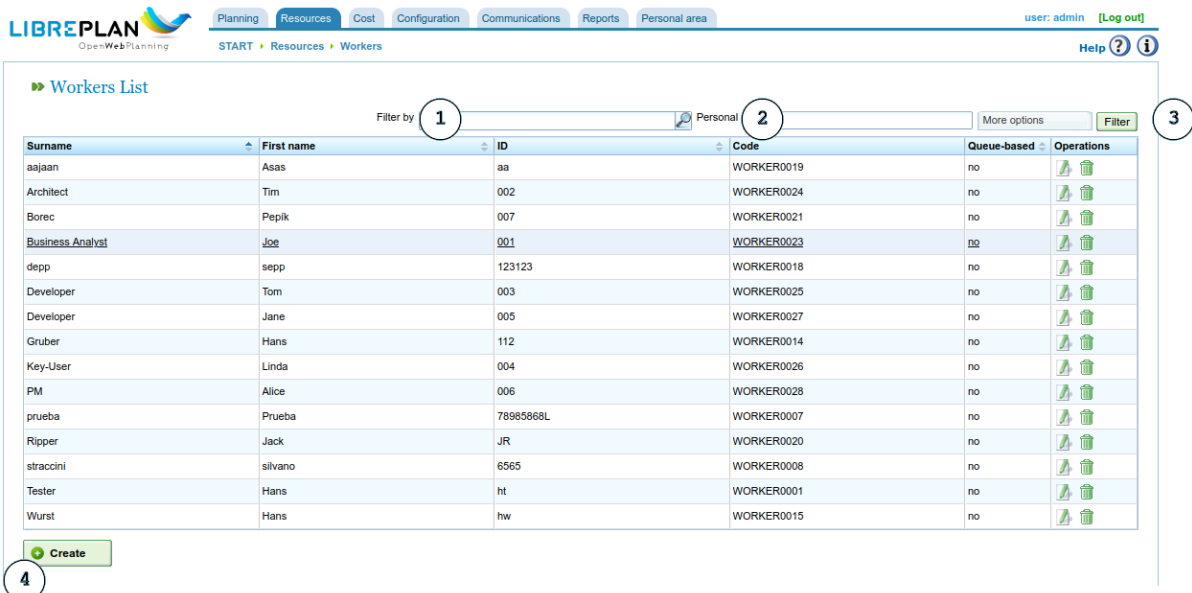 Planning Resources Cost Configuration Communications Reports Personal area user: admin [Log out]
LIBREPLAN
OpenWebPlanning
START Resources Workers Help ? i
Workers List
Filter by 1 Personal 2 More options Filter 3
Surname First name ID Code Queue-based Operations
aajaan Asas aa WORKER0019 no
Architect Tim 002 WORKER0024 no
Borec Pepík 007 WORKER0021 no
Business Analyst Joe 001 WORKER0023 no
depp sepp 123123 WORKER0018 no
Developer Tom 003 WORKER0025 no
Developer Jane 005 WORKER0027 no
Gruber Hans 112 WORKER0014 no
Key-User Linda 004 WORKER0026 no
PM Alice 006 WORKER0028 no
prueba Prueba 78985868L WORKER0007 no
Ripper Jack JR WORKER0020 no
straccini silvano 6565 WORKER0008 no
Tester Hans ht WORKER0001 no
Wurst Hans hw WORKER0015 no
Create
4